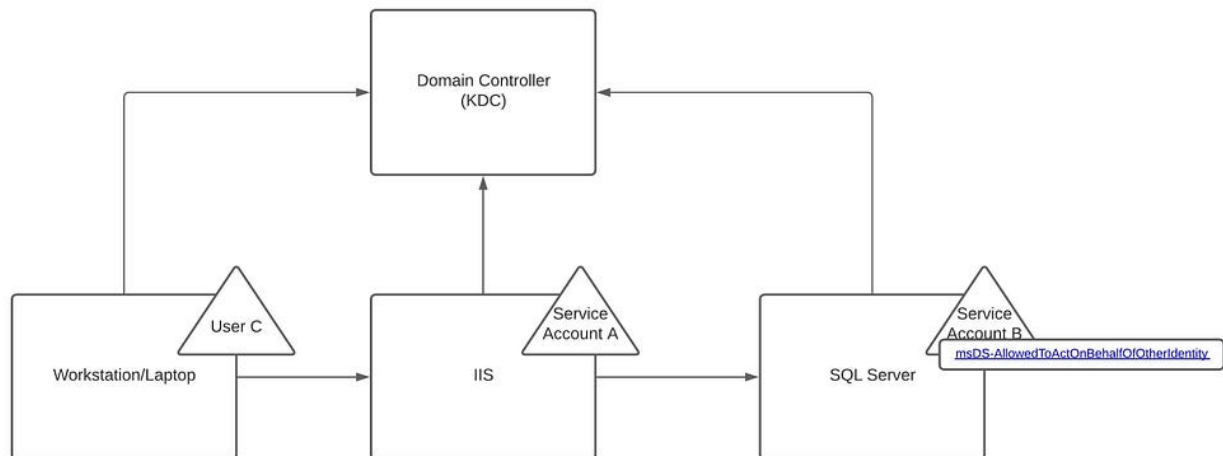 Domain Controller
(KDC)
User C
Service
Account A
Service
Account B
msDS-AllowedToActOnBehalfOfOtherIdentity
Workstation/Laptop
IIS
SQL Server